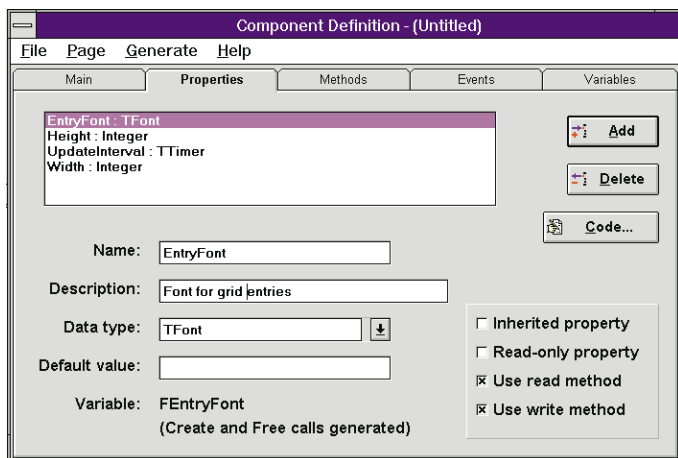 Component Definition - (Untitled)
File Page Generate Help
Main Properties Methods Events Variables
EntryFont : TFont
Height : Integer
UpdateInterval : TTimer
Width : Integer
Add
Delete
Code...
Name: EntryFont
Description: Font for grid entries
Data type: TFont
Default value:
Variable: FEntryFont
(Create and Free calls generated)
Inherited property
Read-only property
Use read method
Use write method